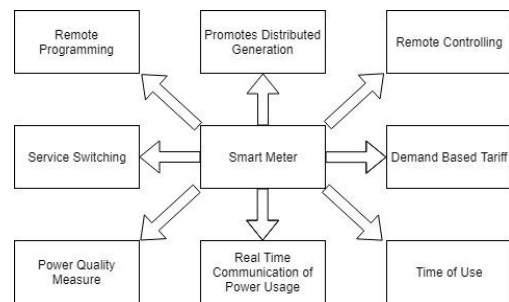 Remote
Programming
Promotes Distributed
Generation
Remote Controlling
Service Switching
Smart Meter
Demand Based Tariff
Power Quality
Measure
Real Time
Communication of
Power Usage
Time of Use